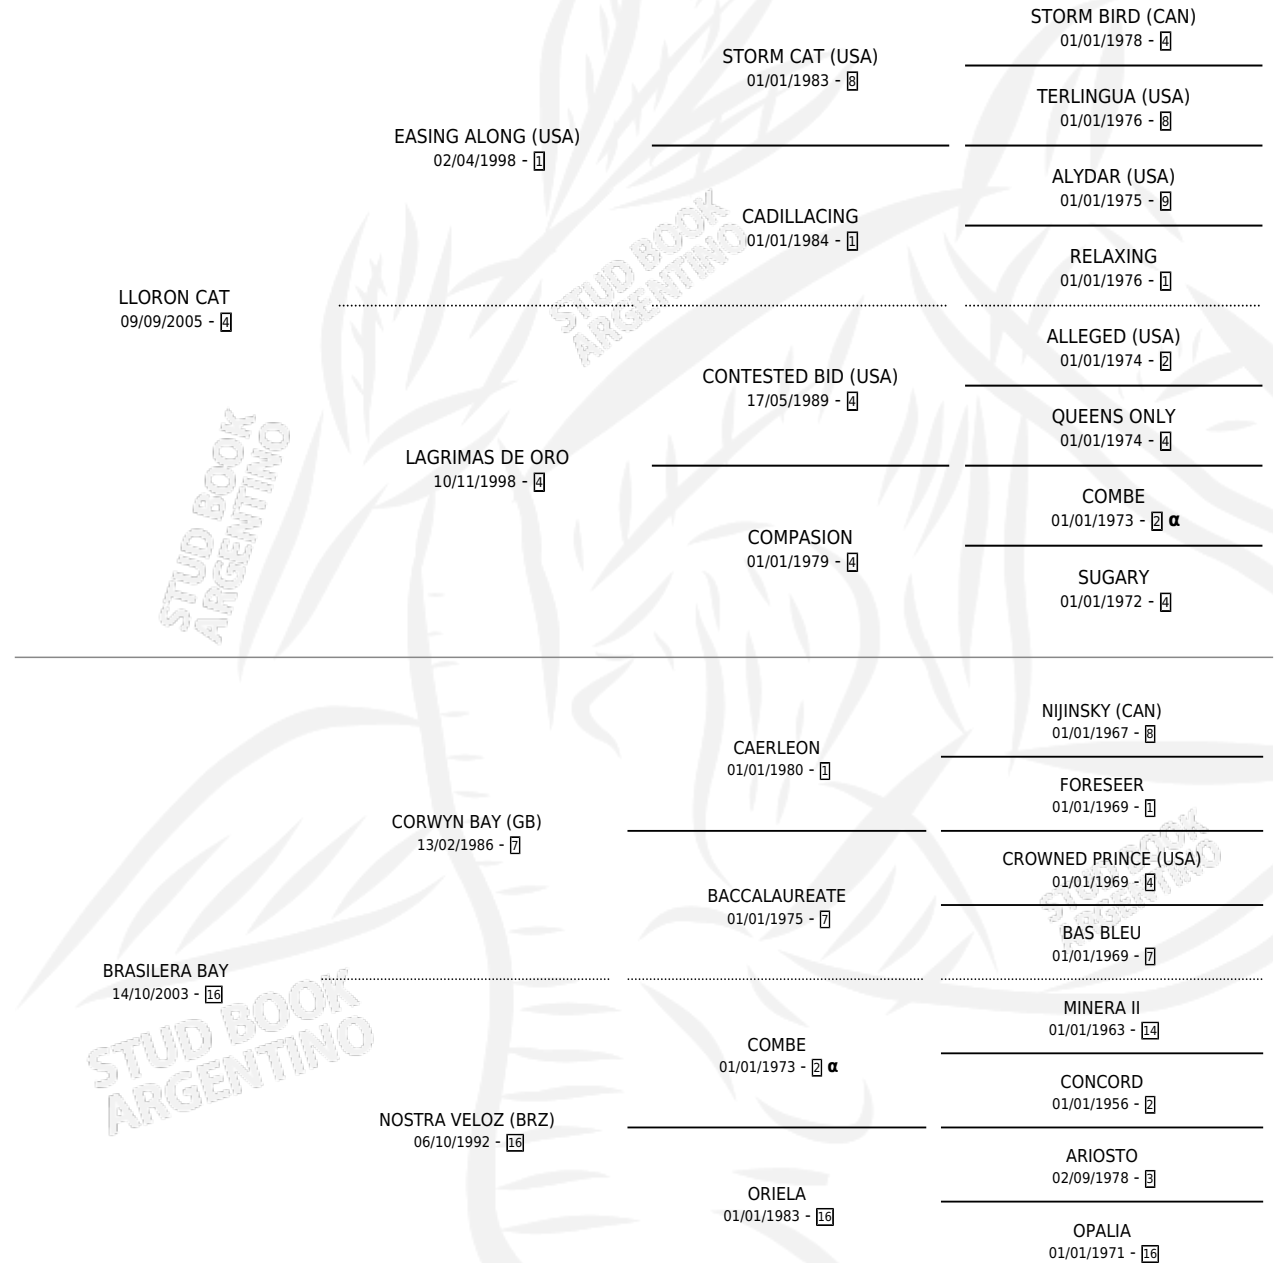 STORM BIRD (CAN)
01/01/1978 - 4
STORM CAT (USA)
01/01/1983 - 8
TERLINGUA (USA)
01/01/1976 - 8
EASING ALONG (USA)
02/04/1998 - 1
ALYDAR (USA)
01/01/1975 - 9
CADILLACING
01/01/1984 - 1
RELAXING
01/01/1976 - 1
LLORON CAT
09/09/2005 - 4
ALLEGED (USA)
01/01/1974 - 2
CONTESTED BID (USA)
17/05/1989 - 4
QUEENS ONLY
01/01/1974 - 4
LAGRIMAS DE ORO
10/11/1998 - 4
COMBE
01/01/1973 - 2 α
COMPASION
01/01/1979 - 4
SUGARY
01/01/1972 - 4
NIJINSKY (CAN)
01/01/1967 - 8
CAERLEON
01/01/1980 - 1
FORESEER
01/01/1969 - 1
CORWYN BAY (GB)
13/02/1986 - 7
CROWNED PRINCE (USA)
01/01/1969 - 4
BACCALAUREATE
01/01/1975 - 7
BAS BLEU
01/01/1969 - 7
BRASILERA BAY
14/10/2003 - 16
MINERA II
01/01/1963 - 14
COMBE
01/01/1973 - 2 α
CONCORD
01/01/1956 - 2
NOSTRA VELOZ (BRZ)
06/10/1992 - 16
ARIOSTO
02/09/1978 - 3
ORIELA
01/01/1983 - 16
OPALIA
01/01/1971 - 16
STUD BOOK
ARGENTINO
STUD BOOK
ARGENTINO
STUD BOOK
ARGENTINO
STUD BOOK
ARGENTINO